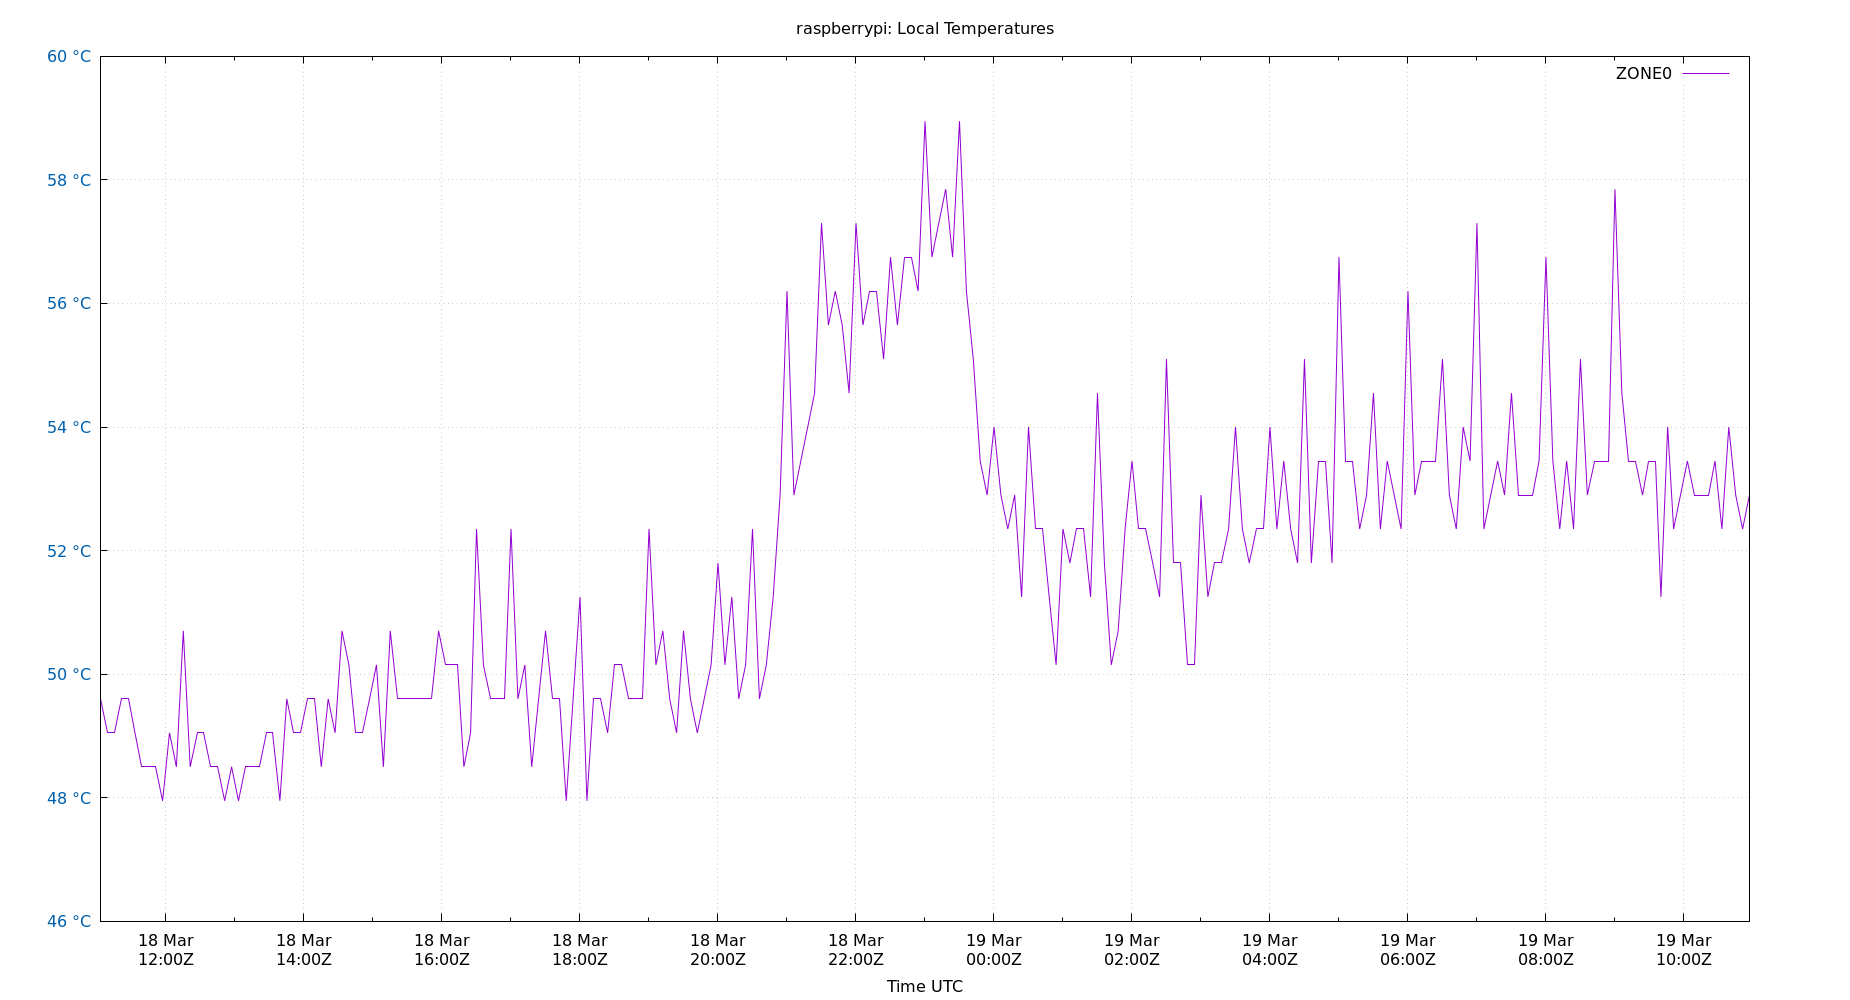 raspberrypi: Local Temperatures
60 °C
ZONE0
58 °C
56 °C
54 °C
52 °C
50 °C
48 °C
46 °C
18 Mar 18 Mar 18 Mar 18 Mar 18 Mar 18 Mar 19 Mar 19 Mar 19 Mar 19 Mar 19 Mar 19 Mar
12:00Z 14:00Z 16:00Z 18:00Z 20:00Z 22:00Z 00:00Z 02:00Z 04:00Z 06:00Z 08:00Z 10:00Z
Time UTC